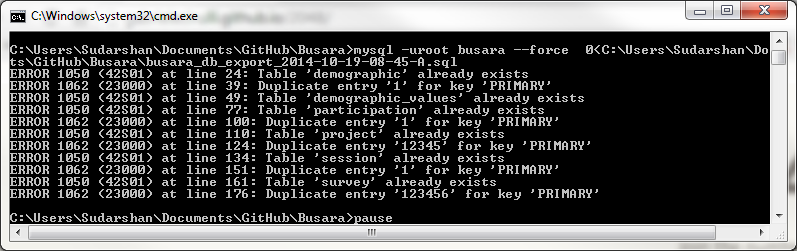 C:\Windows\system32\cmd.exe
C:\Users\Sudarshan\Documents\GitHub\Busara>mysql -uroot busara --force  0<C:\Users\Sudarshan\Do
ts\GitHub\Busara\busara_db_export_2014-10-19-08-45-A.sql
ERROR 1050 (42S01) at line 24: Table 'demographic' already exists
ERROR 1062 (23000) at line 39: Duplicate entry '1' for key 'PRIMARY'
ERROR 1050 (42S01) at line 49: Table 'demographic_values' already exists
ERROR 1050 (42S01) at line 77: Table 'participation' already exists
ERROR 1062 (23000) at line 100: Duplicate entry '1' for key 'PRIMARY'
ERROR 1050 (42S01) at line 110: Table 'project' already exists
ERROR 1062 (23000) at line 124: Duplicate entry '12345' for key 'PRIMARY'
ERROR 1050 (42S01) at line 134: Table 'session' already exists
ERROR 1062 (23000) at line 151: Duplicate entry '1' for key 'PRIMARY'
ERROR 1050 (42S01) at line 161: Table 'survey' already exists
ERROR 1062 (23000) at line 176: Duplicate entry '123456' for key 'PRIMARY'
C:\Users\Sudarshan\Documents\GitHub\Busara>pause